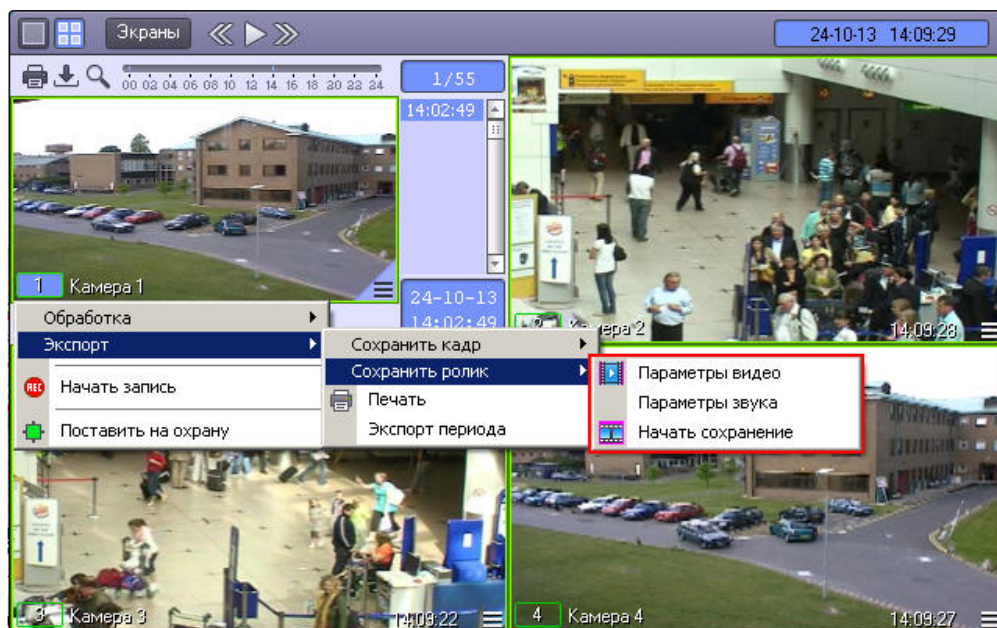 Экраны
24-10-13 14:09:29
00 02 04 06 08 10 12 14 16 18 20 22 24
1/55
14:02:49
1 Камера 1
24-10-13
14:02:49
2 Камера 2
14:09:28
Обработка
Экспорт
REC Начать запись
Поставить на охрану
Сохранить кадр
Сохранить ролик
Печать
Экспорт периода
Параметры видео
Параметры звука
Начать сохранение
3 Камера 3
14:09:22
4 Камера 4
14:09:27